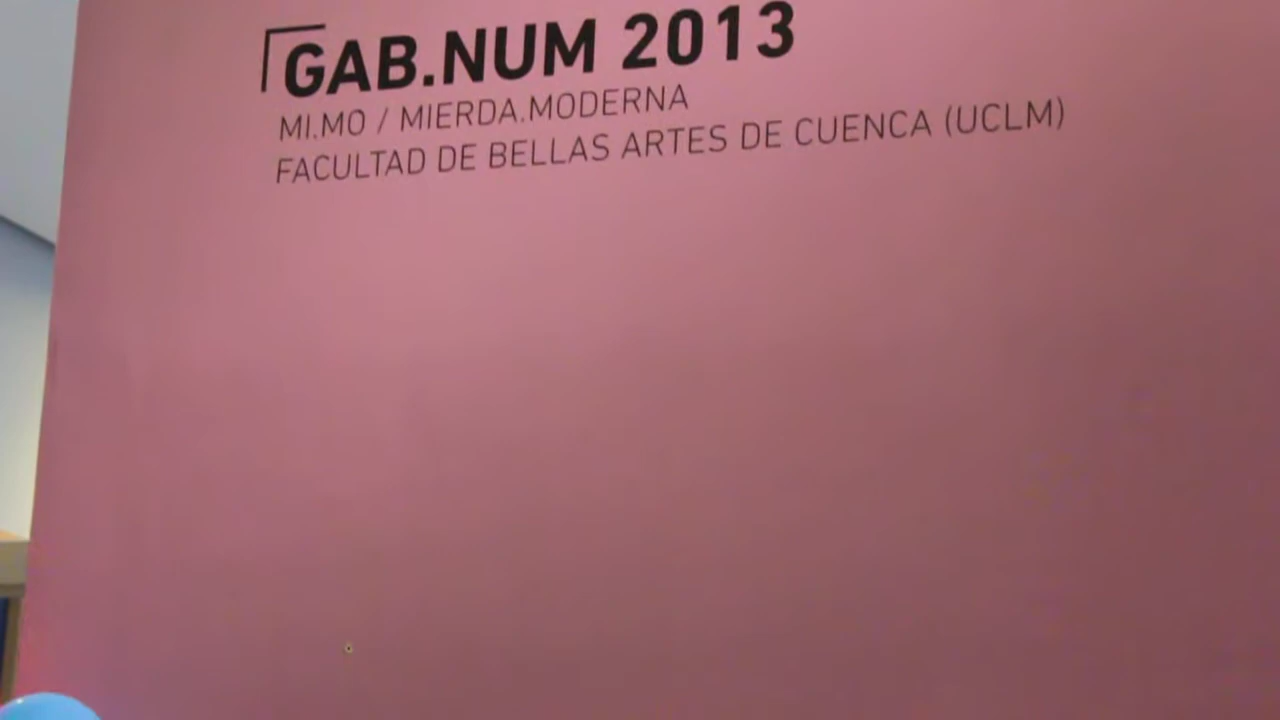 GAB.NUM 2013
MI.MO / MIERDA.MODERNA
FACULTAD DE BELLAS ARTES DE CUENCA (UCLM)